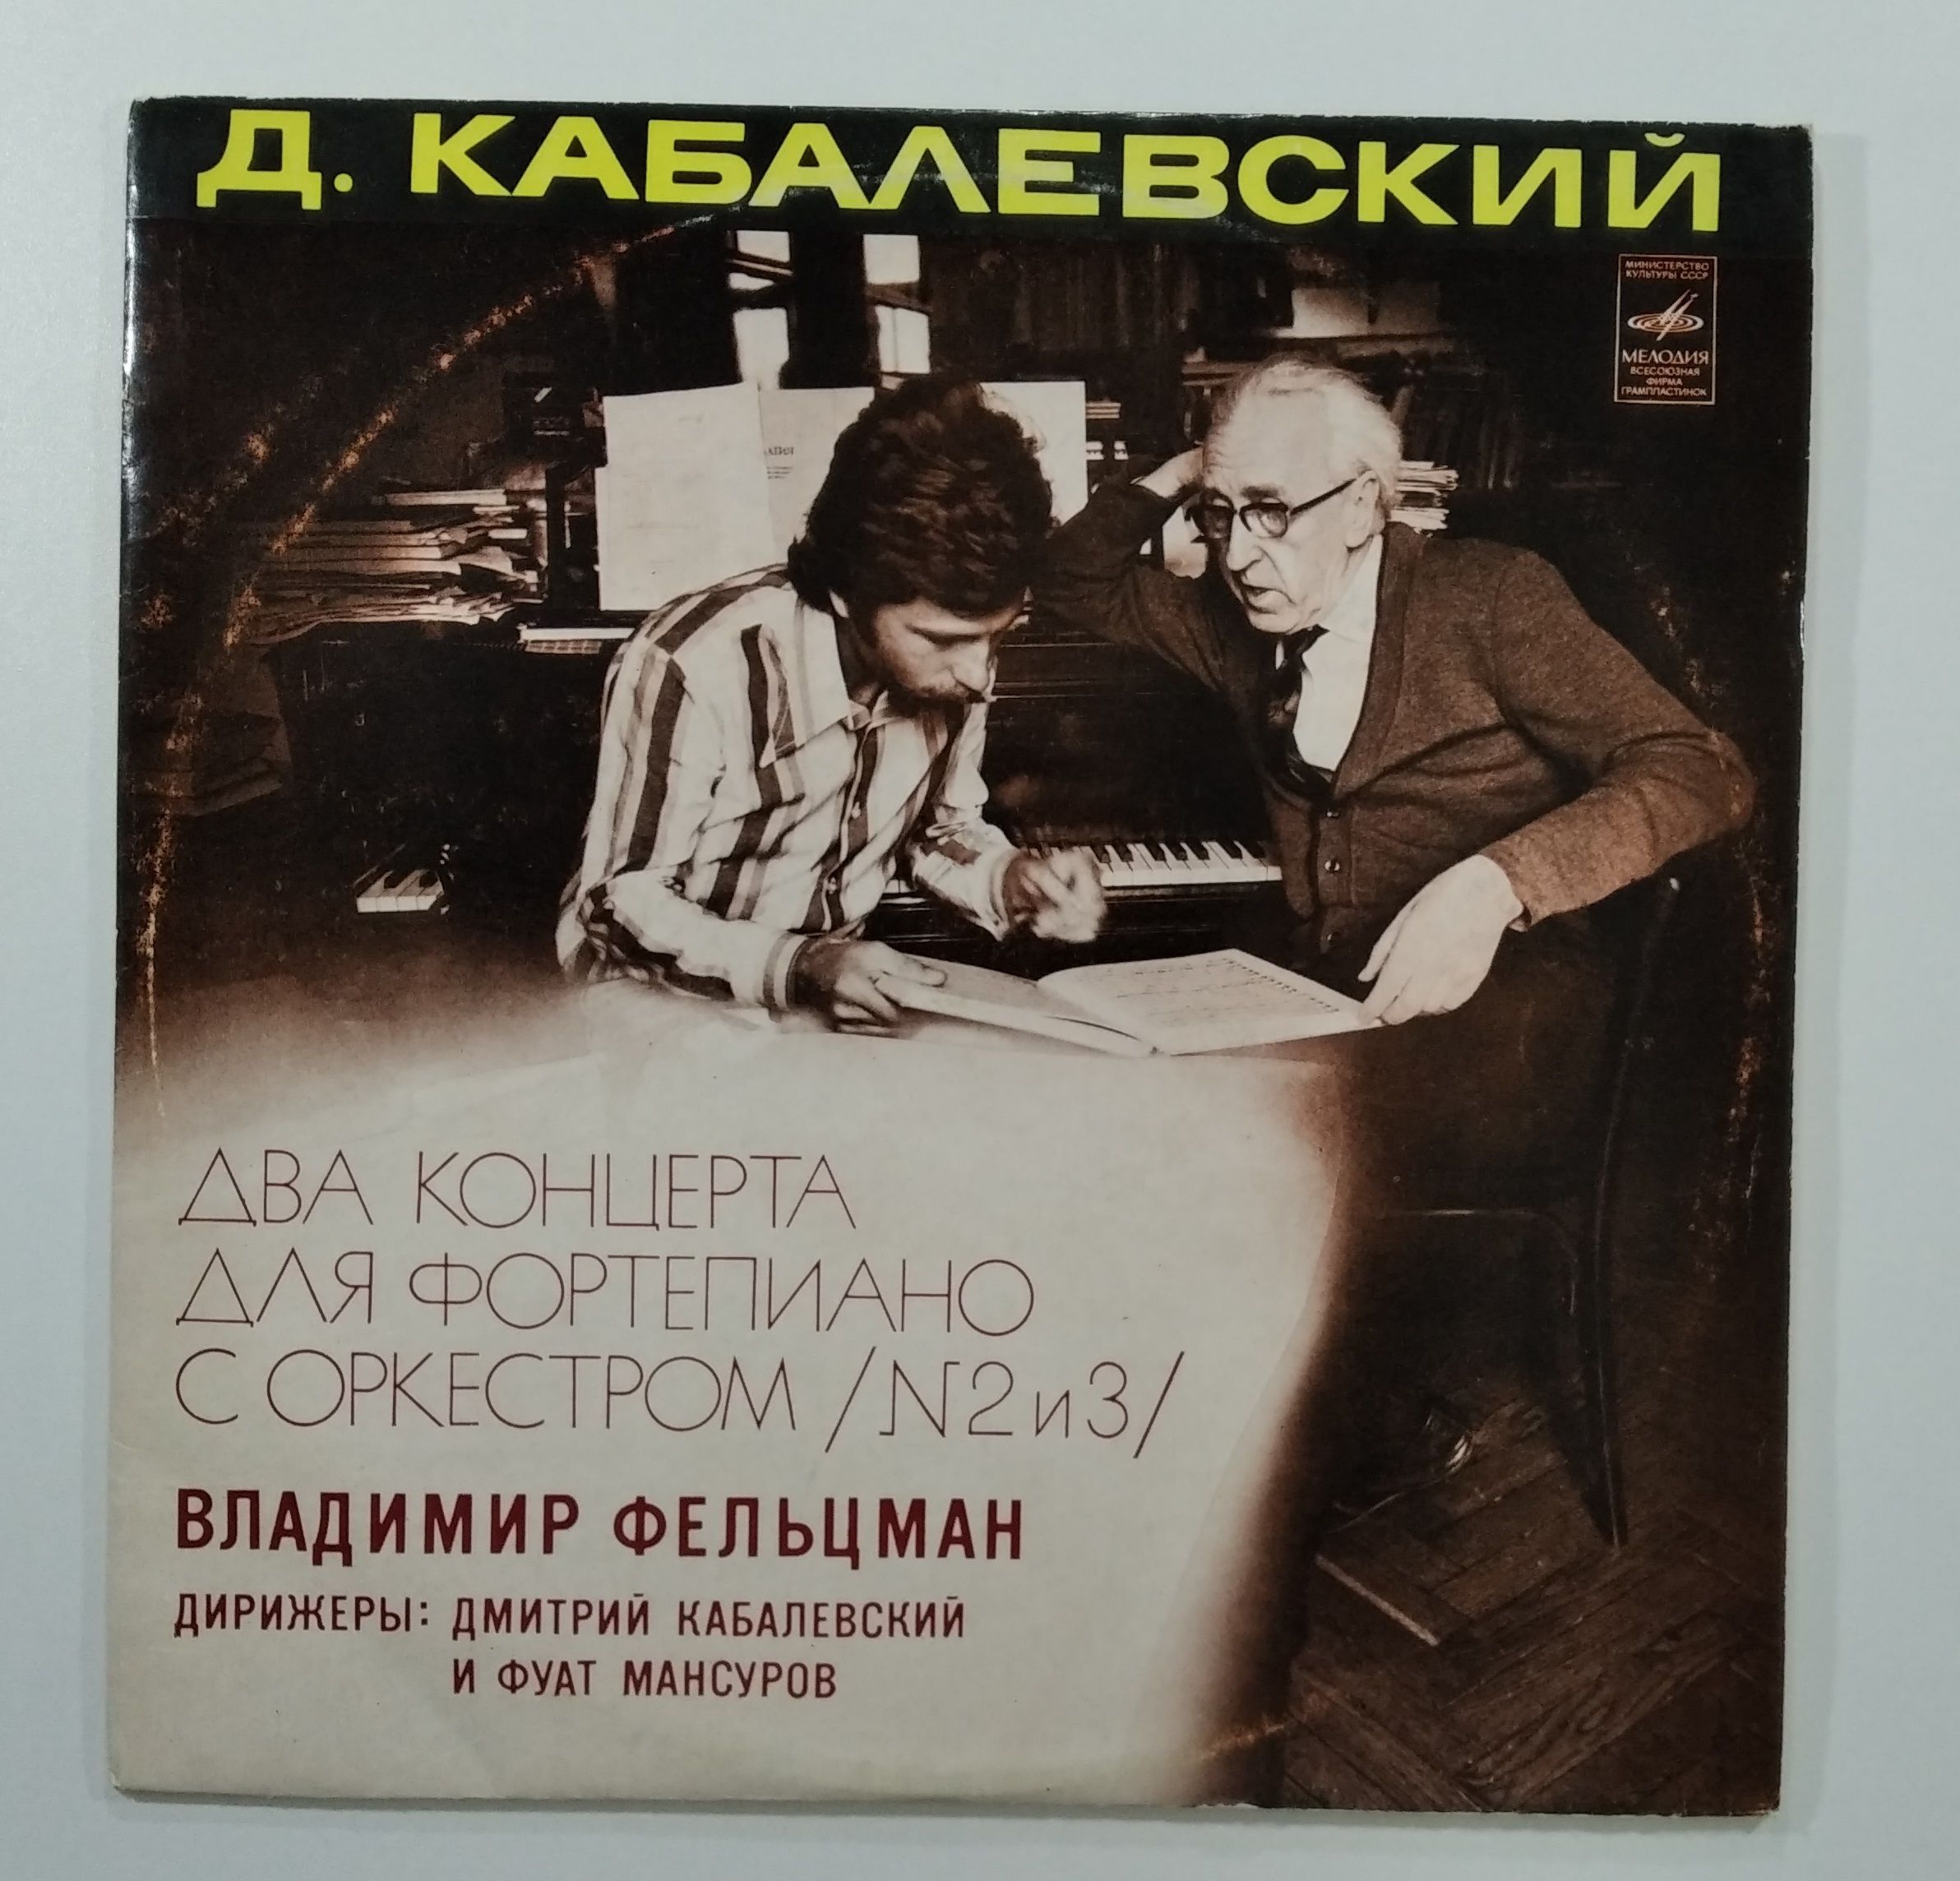 Д. КАБАЛЕВСКИЙ
МИНИСТЕРСТВО
КУЛЬТУРЫ СССР
МЕЛОДИЯ
ВСЕСОЮЗНАЯ
ФИРМА
ГРАМПЛАСТИНОК
ДВА КОНЦЕРТА
ДЛЯ ФОРТЕПИАНО
С ОРКЕСТРОМ /N2 и 3/
ВЛАДИМИР ФЕЛЬЦМАН
ДИРИЖЕРЫ: ДМИТРИЙ КАБАЛЕВСКИЙ
И ФУАТ МАНСУРОВ